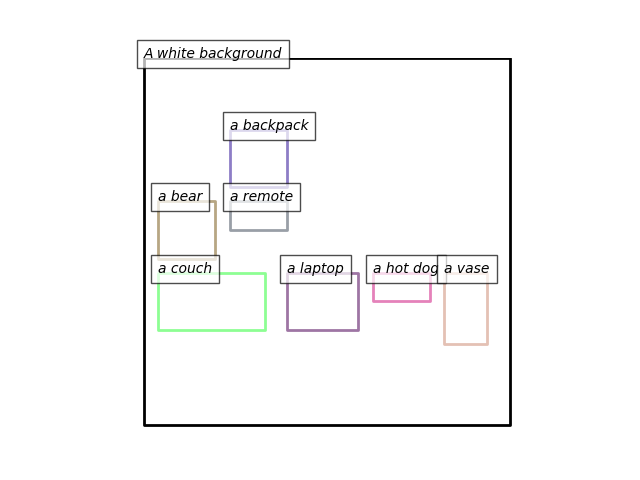 A white background
a backpack
a bear
a remote
a couch
a laptop
a hot dog
a vase